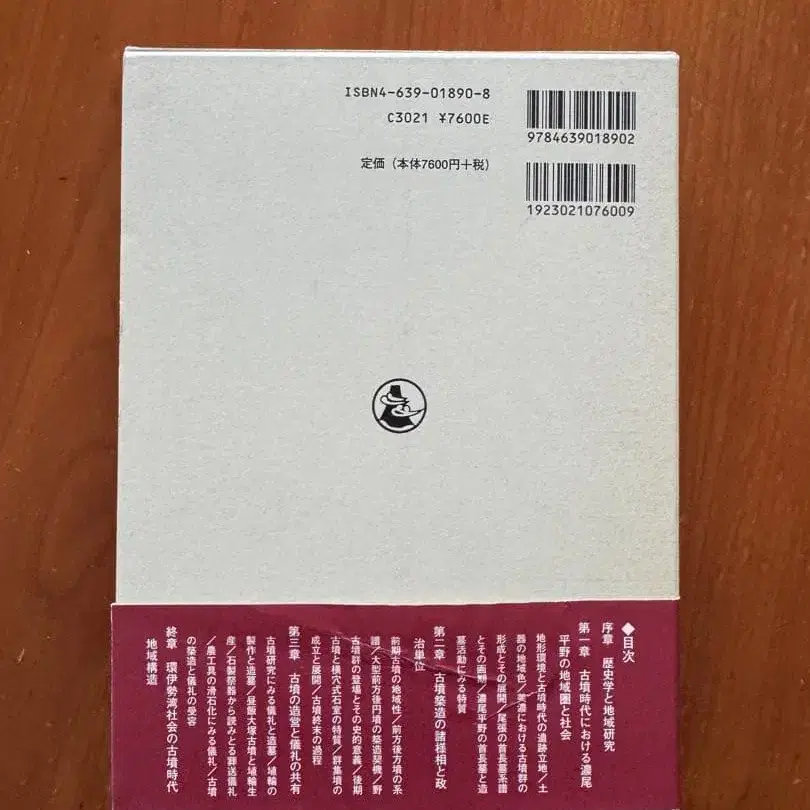 ISBN4-639-01890-8
C3021 ¥7600E
定価（本体7600円＋税）
9784639018902
1923021076009
◆目次
序章　歴史学と地域研究
第一章　古墳時代における濃尾
平野の地域圏と社会
地形環境と古墳時代の遺跡立地／土
器の地域色／美濃における古墳群の
形成とその展開／尾張の首長墓系譜
とその画期／濃尾平野の首長墓と造
墓活動にみる特質
第二章　古墳築造の諸様相と政
治単位
前期古墳の地域性／前方後方墳の系
譜／大型前方後円墳の築造契機／野
古墳群の登場とその史的意義／後期
古墳と横穴式石室の特質／群集墳の
成立と展開／古墳終末の過程
第三章　古墳の造営と儀礼の共有
古墳研究にみる儀礼と造墓／埴輪の
製作と造墓／昼飯大塚古墳と埴輪生
産／石製祭器から読みとる葬送儀礼
／農工具の滑石化にみる儀礼／古墳
の築造と儀礼の受容
終章　環伊勢湾社会の古墳時代
地域構造